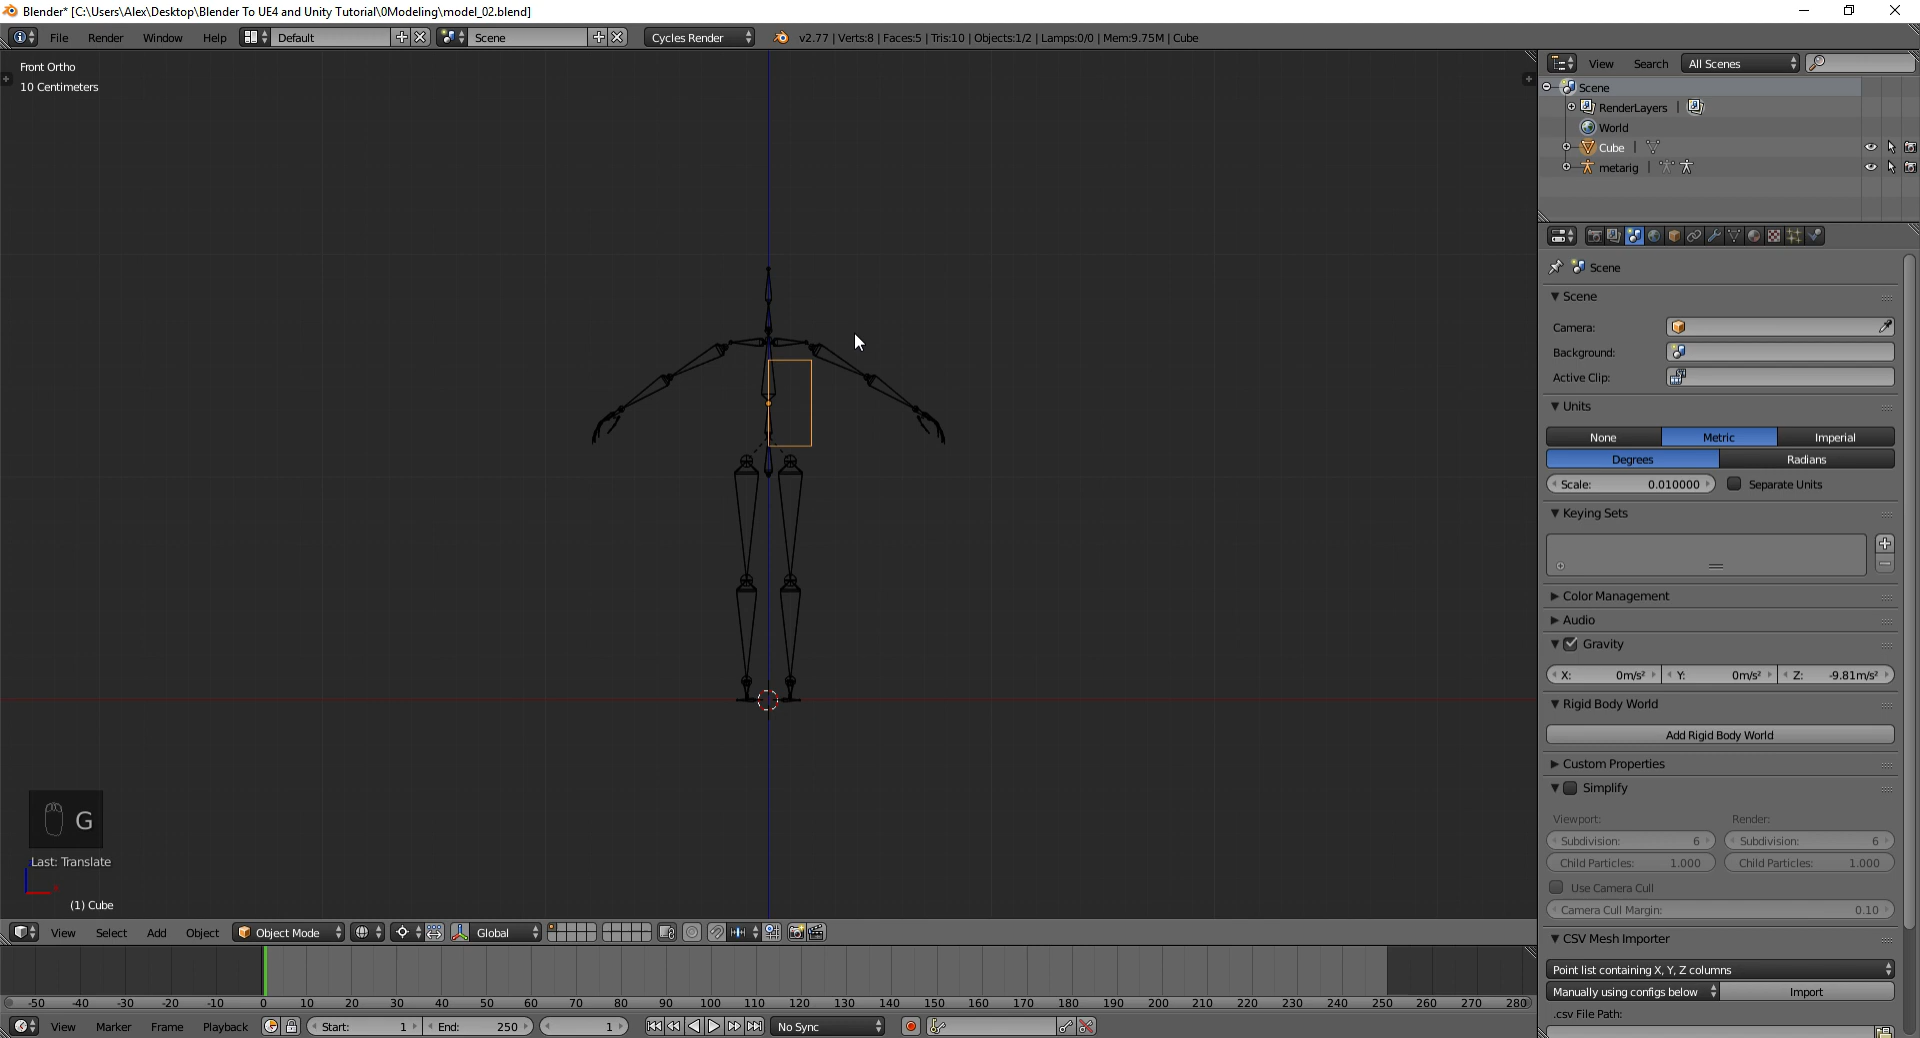 Blender* [C:\Users\Alex\Desktop\Blender To UE4 and Unity Tutorial\0Modeling\model_02.blend]
File Render Window Help Default Scene Cycles Render v2.77 | Verts:8 | Faces:5 | Tris:10 | Objects:1/2 | Lamps:0/0 | Mem:9.75M | Cube
Front Ortho
10 Centimeters
G
Last: Translate
(1) Cube
View Select Add Object Object Mode Global
-50 -40 -30 -20 -10 0 10 20 30 40 50 60 70 80 90 100 110 120 130 140 150 160 170 180 190 200 210 220 230 240 250 260 270 280
View Marker Frame Playback Start: 1 End: 250 1 No Sync
View Search All Scenes
Scene
RenderLayers |
World
Cube |
metarig |
Scene
Scene
Camera:
Background:
Active Clip:
Units
None Metric Imperial
Degrees Radians
Scale: 0.010000 Separate Units
Keying Sets
Color Management
Audio
Gravity
X: 0m/s² Y: 0m/s² Z: -9.81m/s²
Rigid Body World
Add Rigid Body World
Custom Properties
Simplify
Viewport: Render:
Subdivision: 6 Subdivision: 6
Child Particles: 1.000 Child Particles: 1.000
Use Camera Cull
Camera Cull Margin: 0.10
CSV Mesh Importer
Point list containing X, Y, Z columns
Manually using configs below Import
.csv File Path: